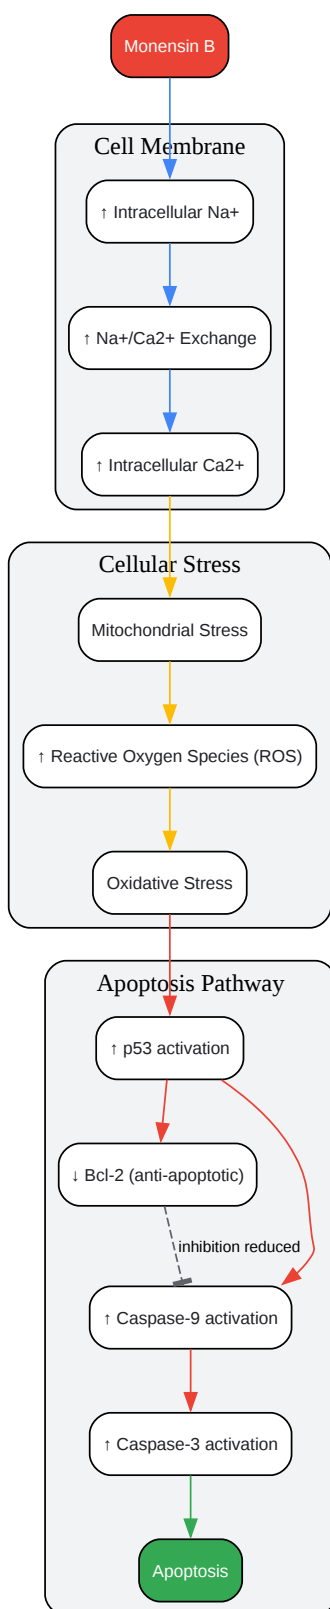 Monensin B
Cell Membrane
↑ Intracellular Na+
↑ Na+/Ca2+ Exchange
↑ Intracellular Ca2+
Cellular Stress
Mitochondrial Stress
↑ Reactive Oxygen Species (ROS)
Oxidative Stress
Apoptosis Pathway
↑ p53 activation
↓ Bcl-2 (anti-apoptotic)
inhibition reduced
↑ Caspase-9 activation
↑ Caspase-3 activation
Apoptosis